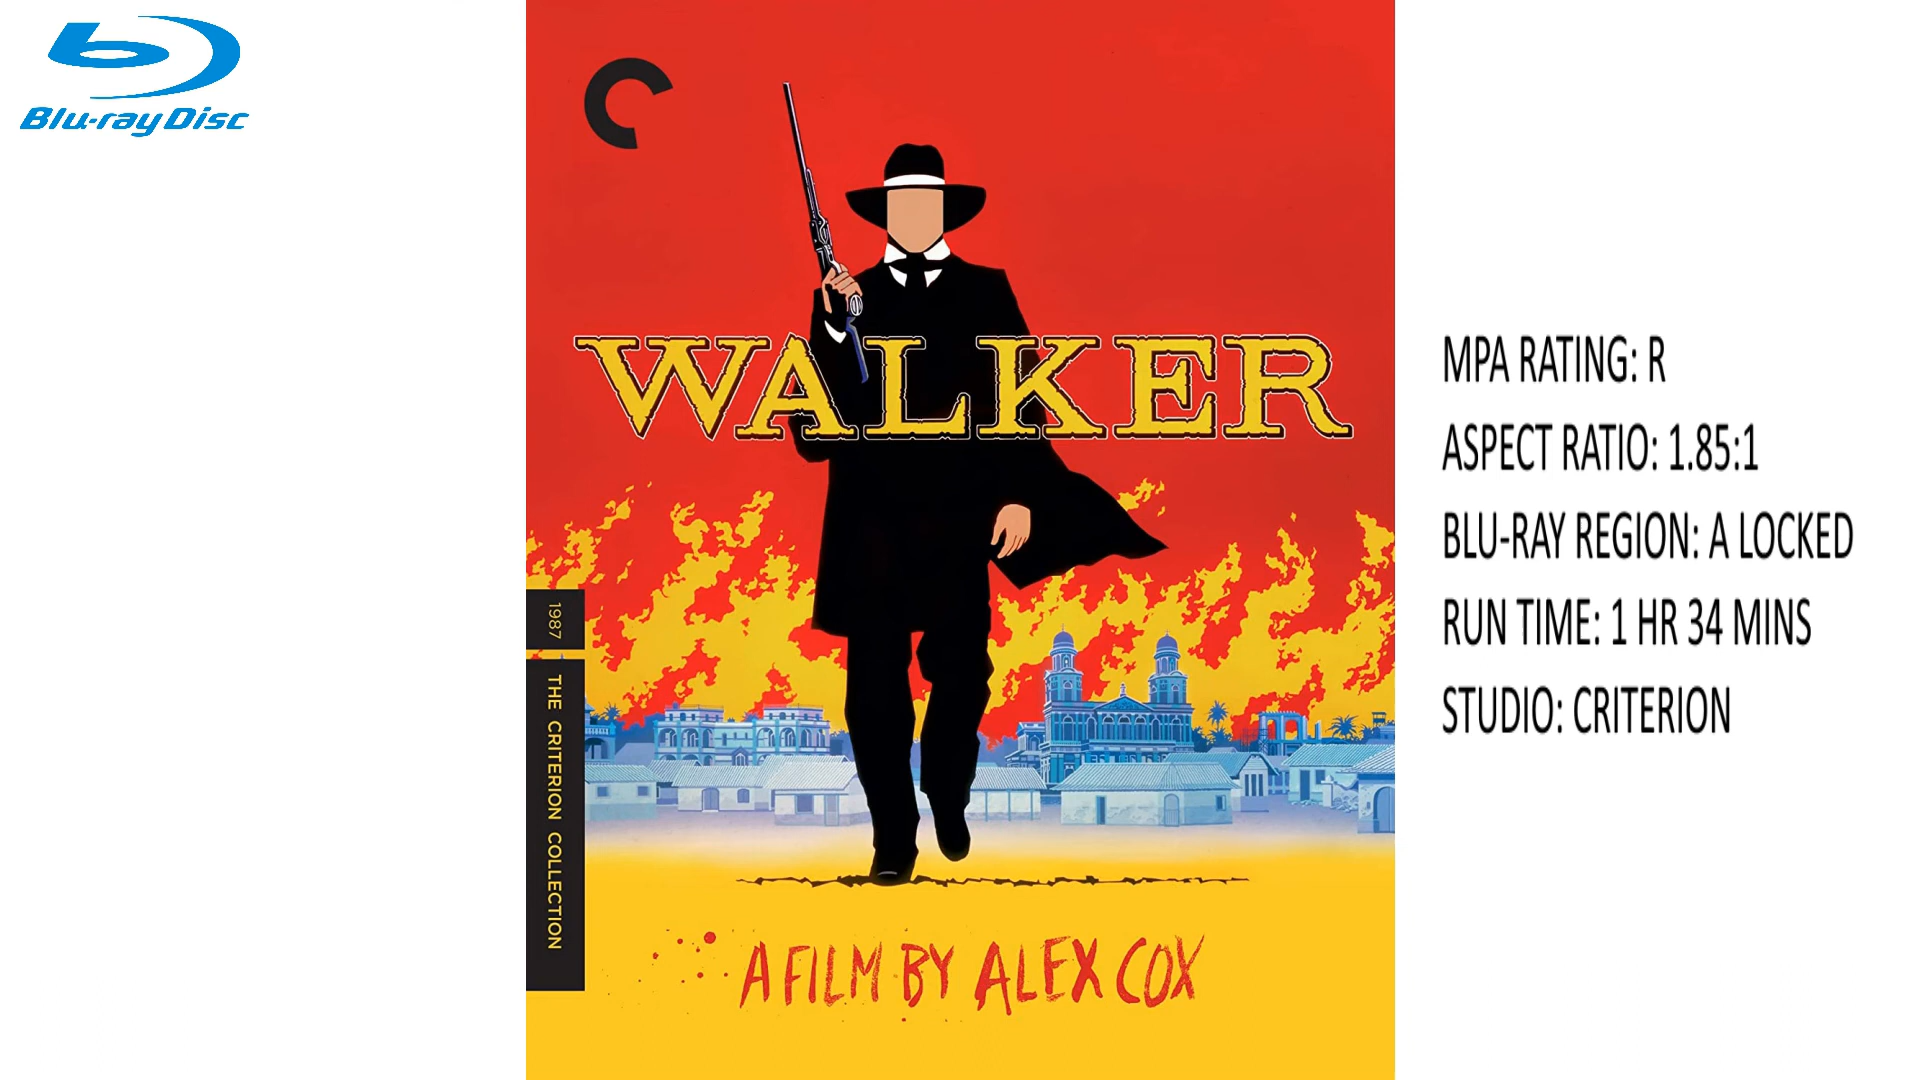 Blu-ray Disc
WALKER
1987
THE CRITERION COLLECTION
A FILM BY ALEX COX
MPA RATING: R
ASPECT RATIO: 1.85:1
BLU-RAY REGION: A LOCKED
RUN TIME: 1 HR 34 MINS
STUDIO: CRITERION